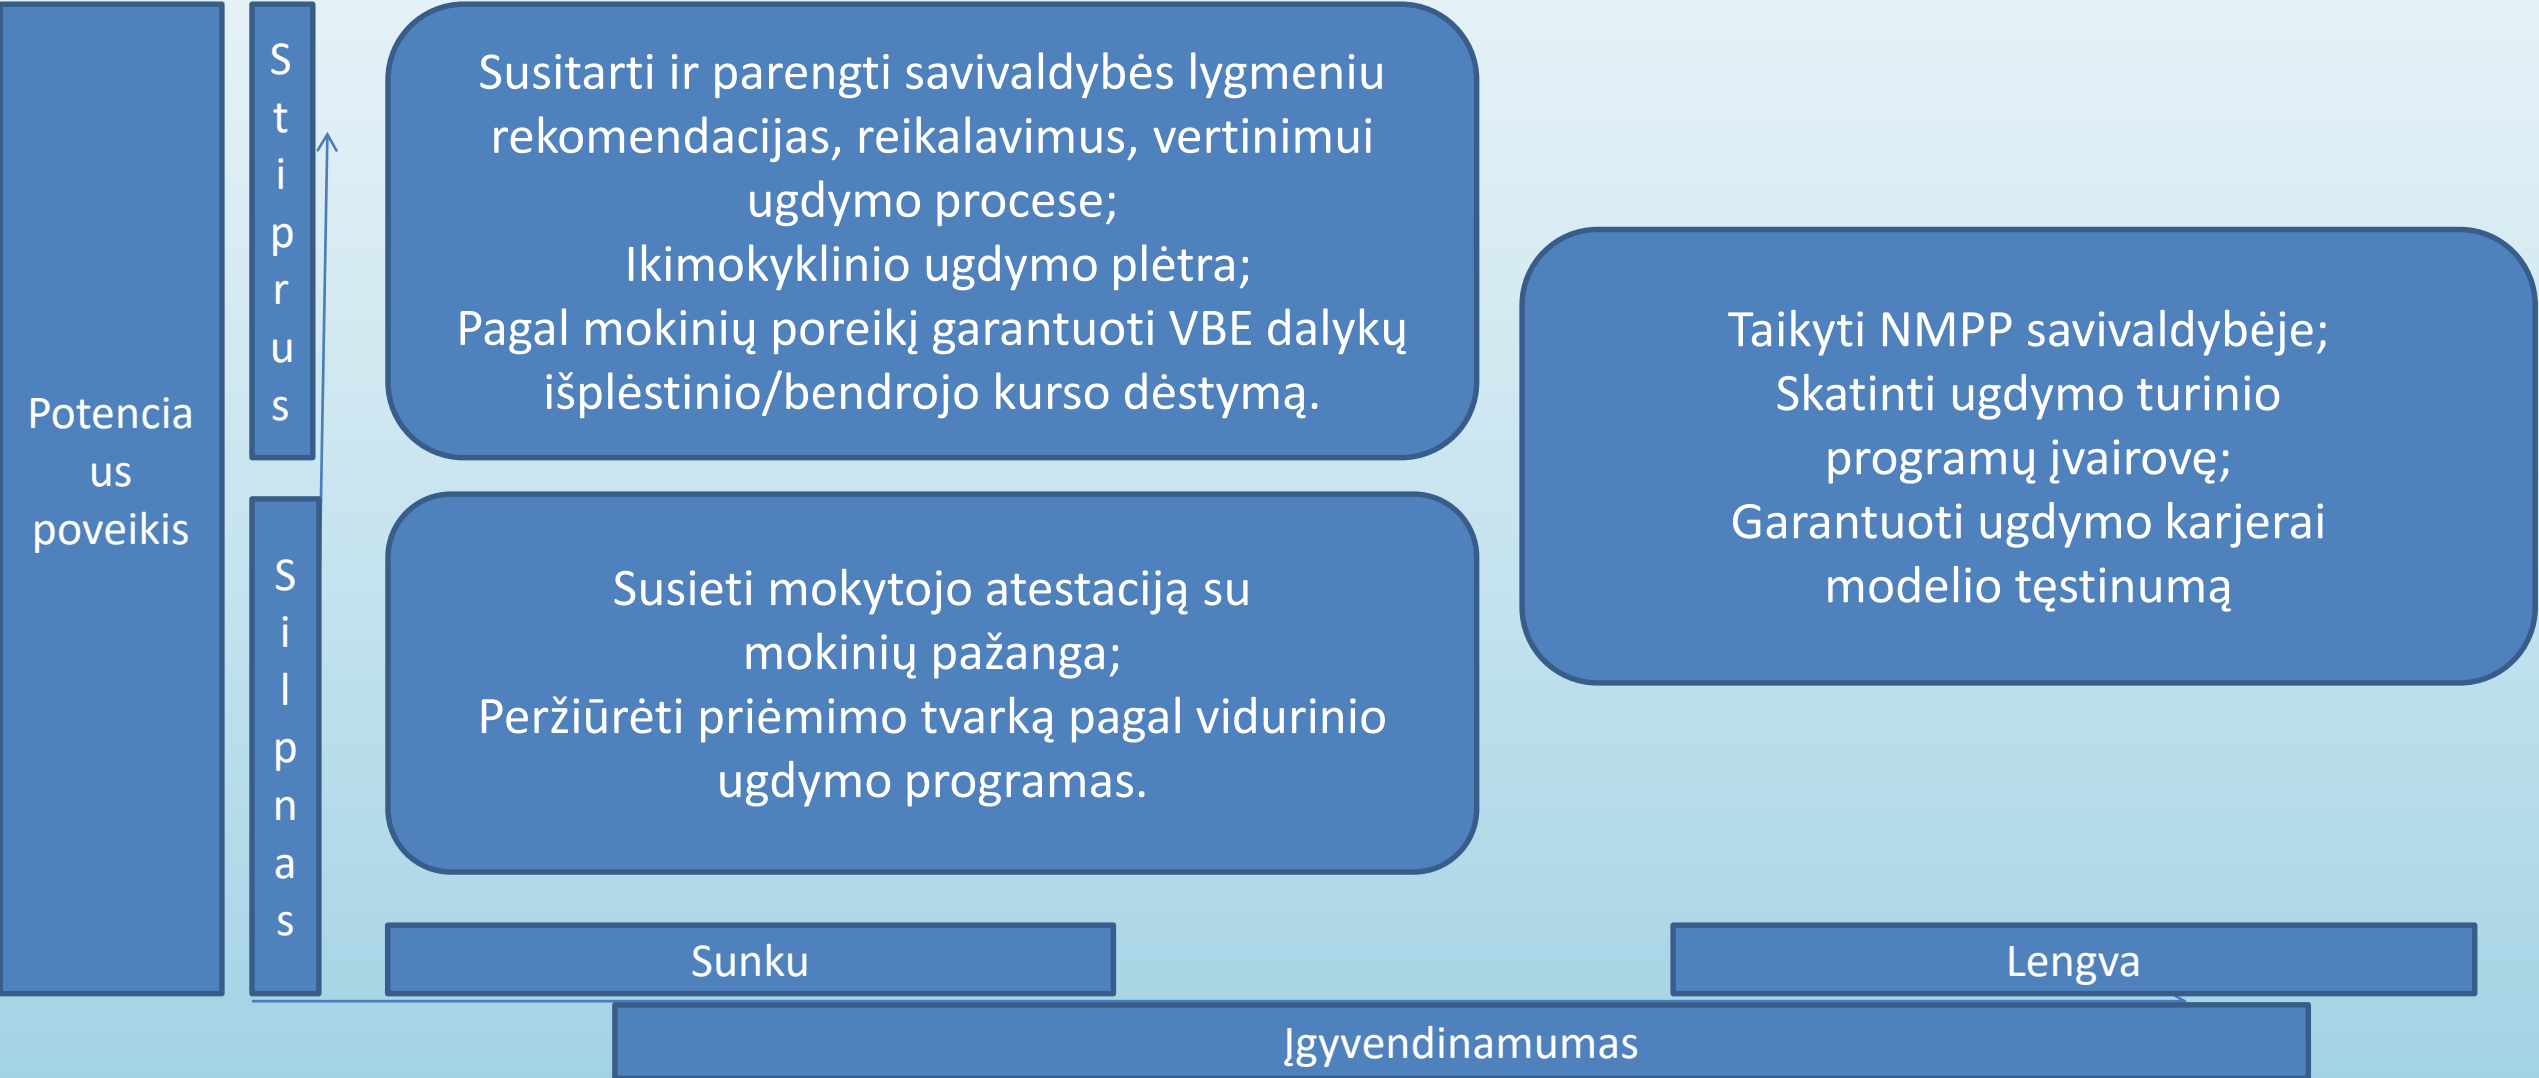 Potencia
us
poveikis
S
t
i
p
r
u
s
S
i
l
p
n
a
s
Susitarti ir parengti savivaldybės lygmeniu
rekomendacijas, reikalavimus, vertinimui
ugdymo procese;
Ikimokyklinio ugdymo plėtra;
Pagal mokinių poreikį garantuoti VBE dalykų
išplėstinio/bendrojo kurso dėstymą.
Susieti mokytojo atestaciją su
mokinių pažanga;
Peržiūrėti priėmimo tvarką pagal vidurinio
ugdymo programas.
Taikyti NMPP savivaldybėje;
Skatinti ugdymo turinio
programų įvairovę;
Garantuoti ugdymo karjerai
modelio tęstinumą
Sunku
Lengva
Įgyvendinamumas